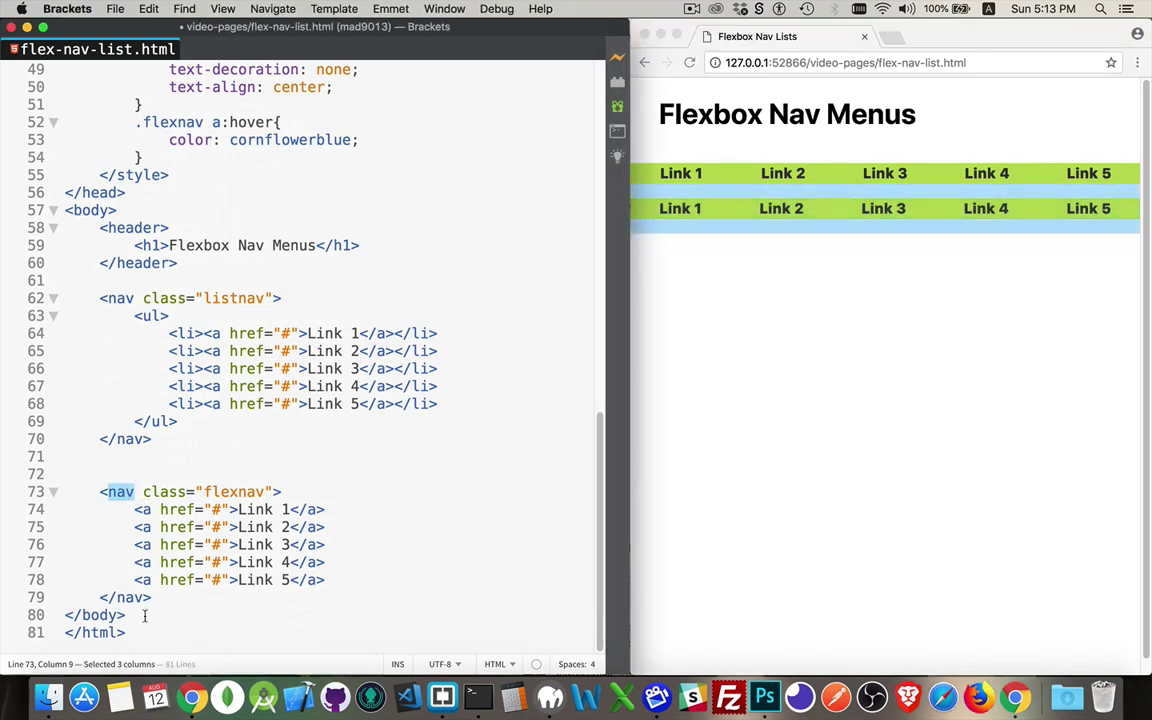 Brackets File Edit Find View Navigate Template Emmet Window Debug Help 100% A Sun 5:13 PM
• video-pages/flex-nav-list.html (mad9013) — Brackets
flex-nav-list.html
49 text-decoration: none;
50 text-align: center;
51 }
52 .flexnav a:hover{
53 color: cornflowerblue;
54 }
55 </style>
56 </head>
57 <body>
58 <header>
59 <h1>Flexbox Nav Menus</h1>
60 </header>
61
62 <nav class="listnav">
63 <ul>
64 <li><a href="#">Link 1</a></li>
65 <li><a href="#">Link 2</a></li>
66 <li><a href="#">Link 3</a></li>
67 <li><a href="#">Link 4</a></li>
68 <li><a href="#">Link 5</a></li>
69 </ul>
70 </nav>
71
72
73 <nav class="flexnav">
74 <a href="#">Link 1</a>
75 <a href="#">Link 2</a>
76 <a href="#">Link 3</a>
77 <a href="#">Link 4</a>
78 <a href="#">Link 5</a>
79 </nav>
80 </body>
81 </html>
Line 73, Column 9 — Selected 3 columns — 81 Lines INS UTF-8 HTML Spaces: 4
Flexbox Nav Lists
127.0.0.1:52866/video-pages/flex-nav-list.html
Flexbox Nav Menus
Link 1 Link 2 Link 3 Link 4 Link 5
Link 1 Link 2 Link 3 Link 4 Link 5
AUG
12